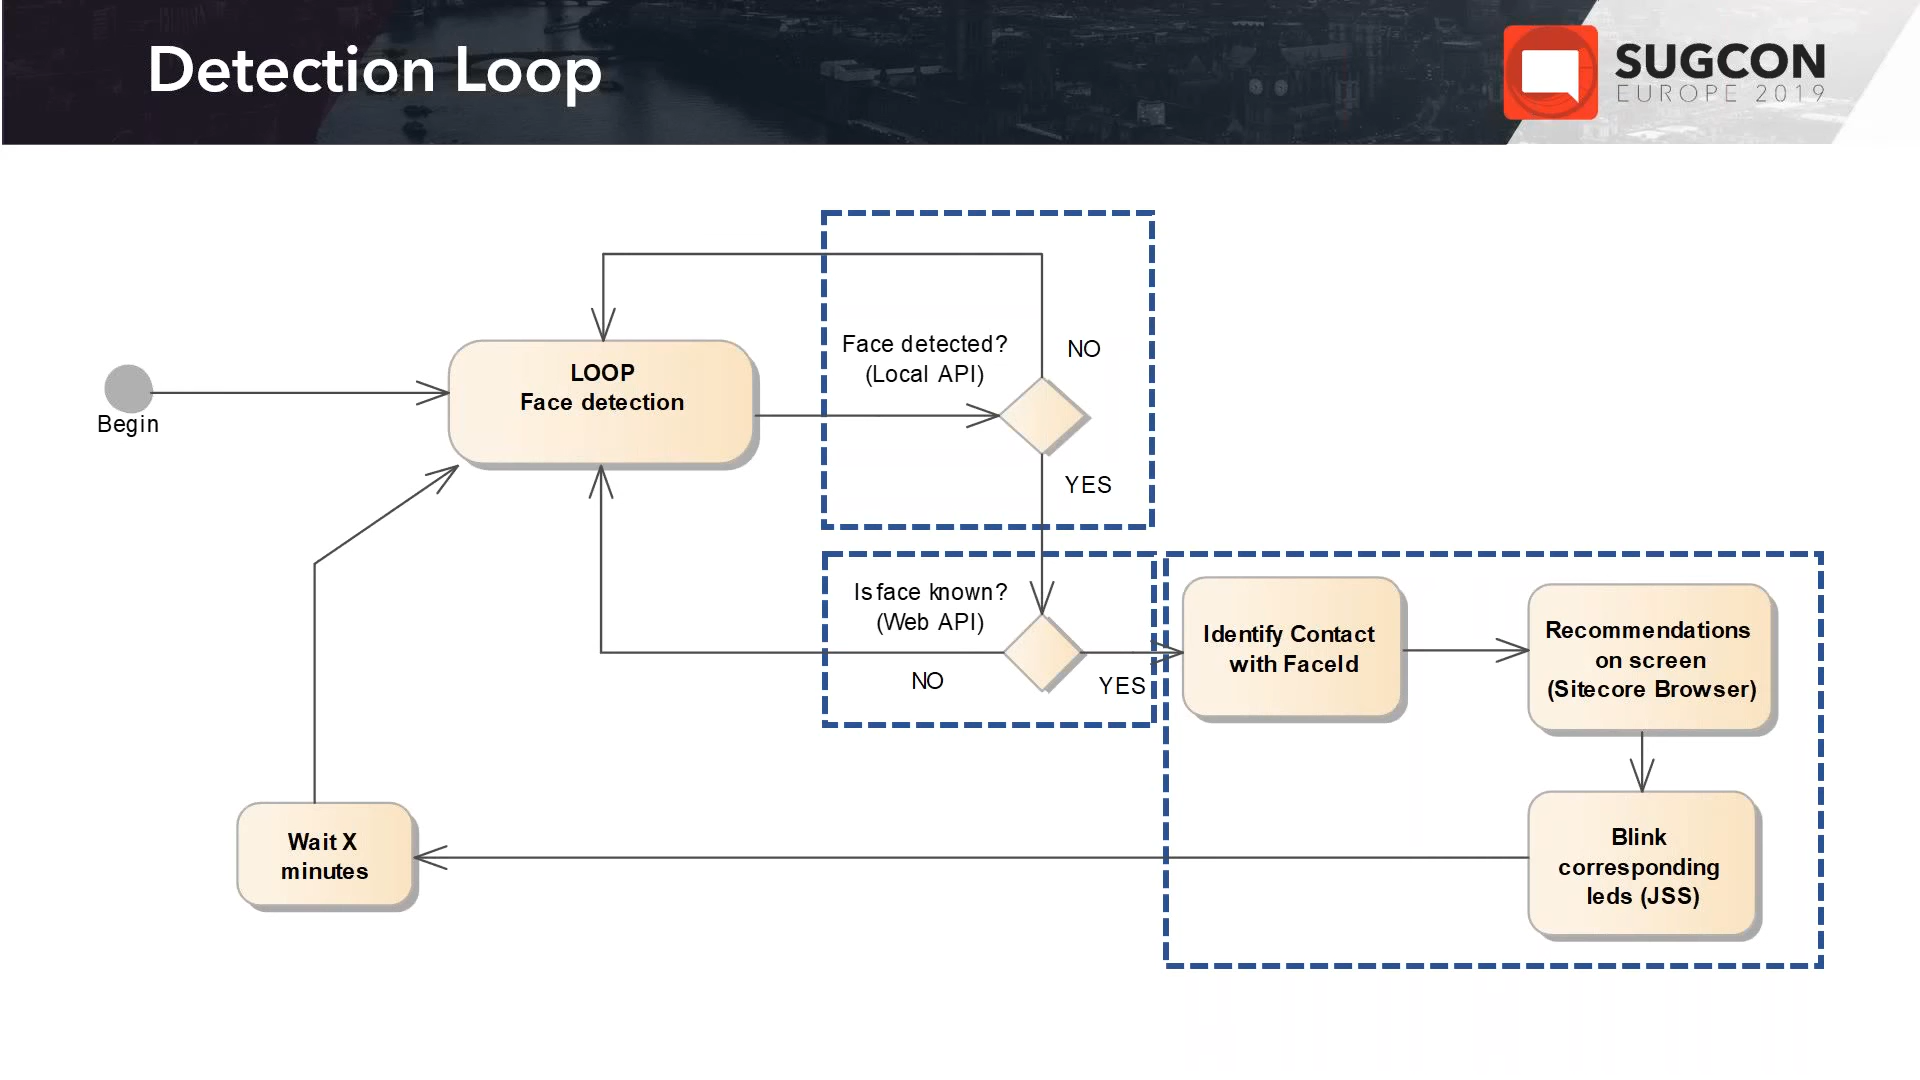 Detection Loop
SUGCON
EUROPE 2019
Face detected?
(Local API)
NO
LOOP
Face detection
Begin
YES
Is face known?
(Web API)
NO
YES
Identify Contact
with FaceId
Recommendations
on screen
(Sitecore Browser)
Wait X
minutes
Blink
corresponding
leds (JSS)